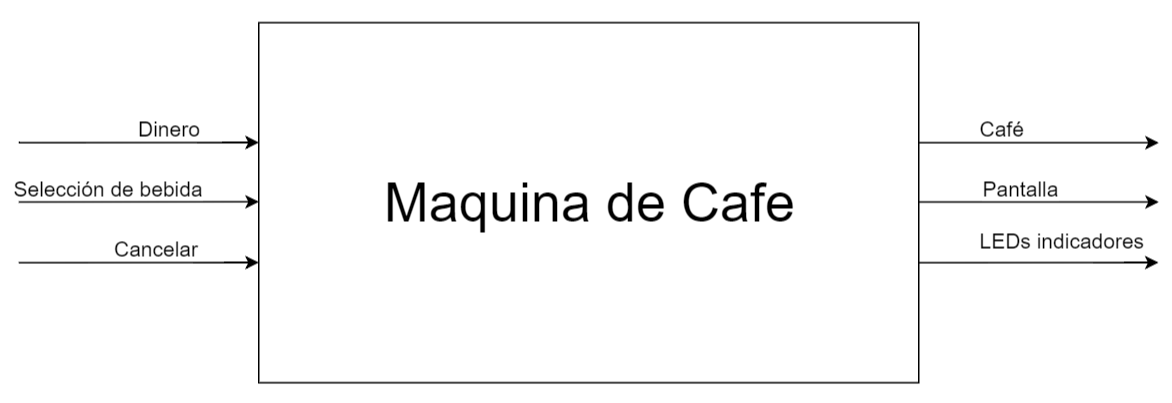 Dinero
Selección de bebida
Cancelar
Maquina de Cafe
Café
Pantalla
LEDs indicadores